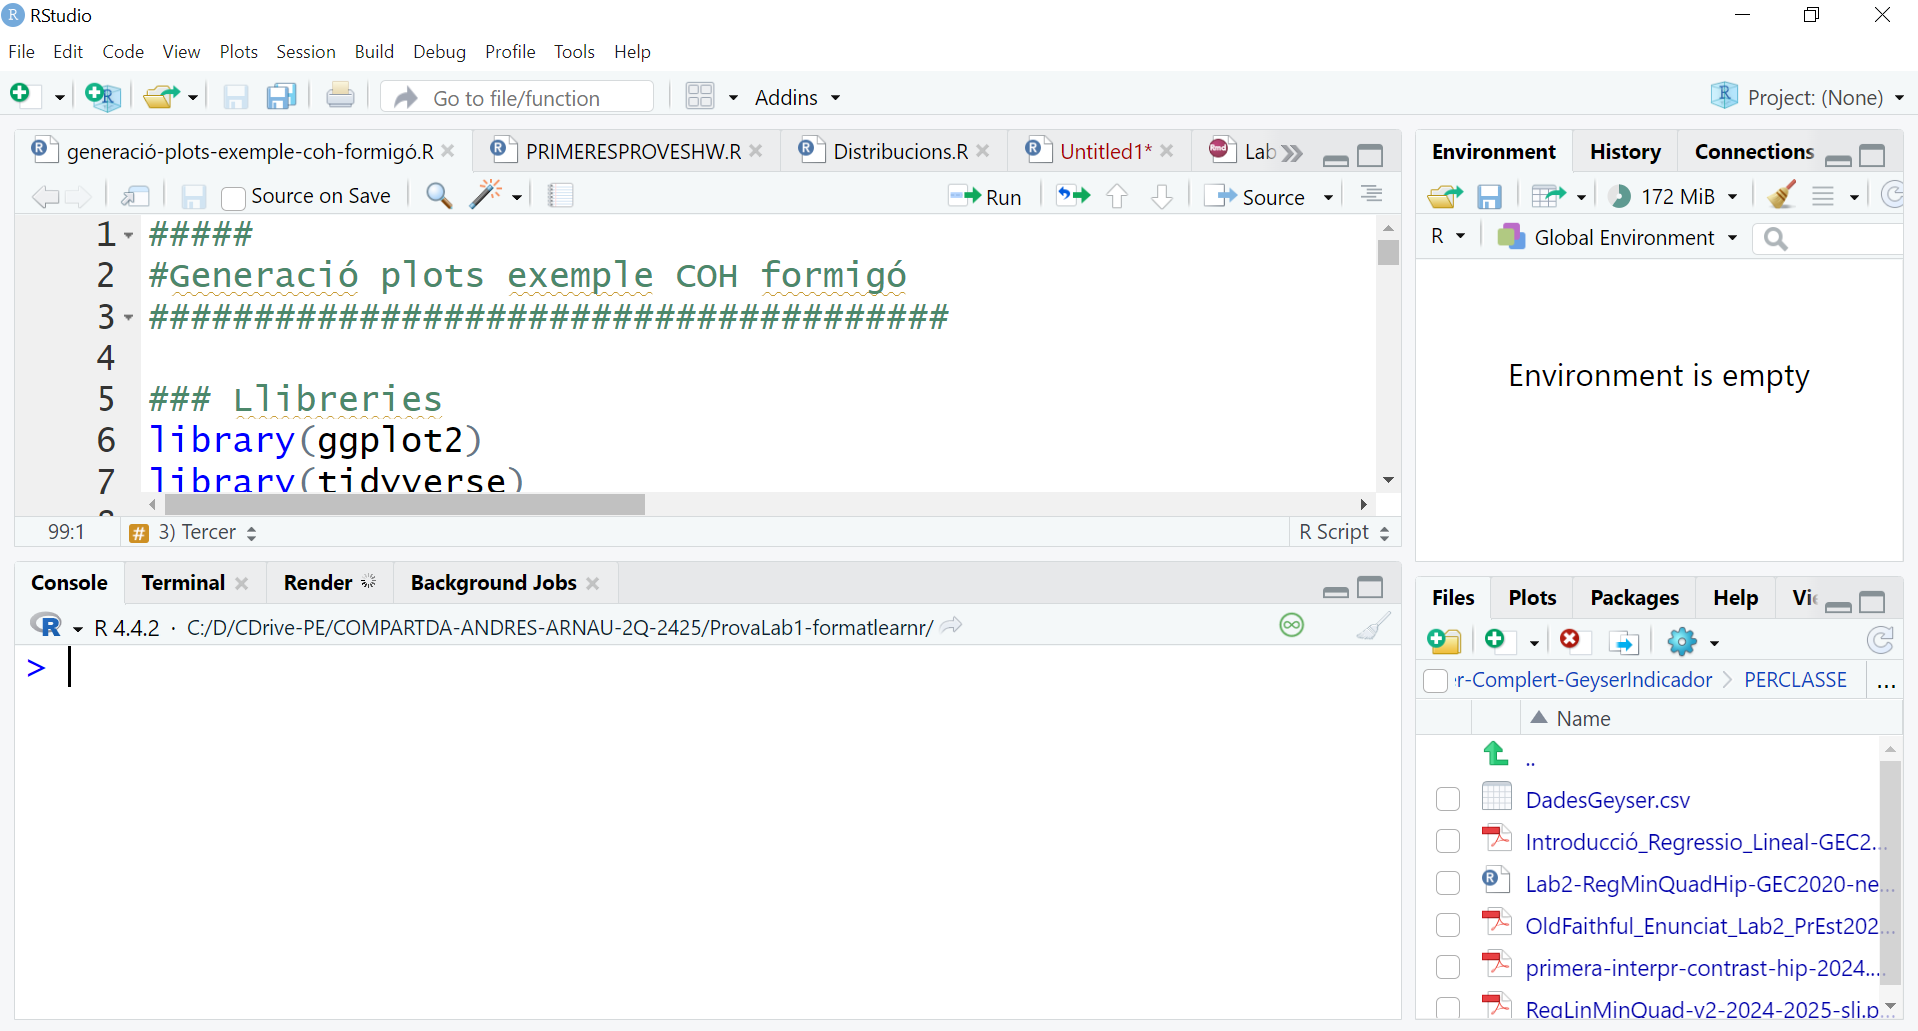 RStudio
File Edit Code View Plots Session Build Debug Profile Tools Help
Go to file/function
Addins
Project: (None)
generació-plots-exemple-coh-formigó.R
PRIMERESPROVESHW.R
Distribucions.R
Untitled1*
Lab
Source on Save
Run
Source
1 #####
2 #Generació plots exemple COH formigó
3 ######################################
4
5 ### Llibreries
6 library(ggplot2)
7 library(tidyverse)
8
99:1
# 3) Tercer
R Script
Console
Terminal
Render
Background Jobs
R 4.4.2 · C:/D/CDrive-PE/COMPARTDA-ANDRES-ARNAU-2Q-2425/ProvaLab1-formatlearnr/
>
Environment
History
Connections
172 MiB
R
Global Environment
Environment is empty
Files
Plots
Packages
Help
Vie
r-Complert-GeyserIndicador
PERCLASSE
...
Name
..
DadesGeyser.csv
Introducció_Regressio_Lineal-GEC2...
Lab2-RegMinQuadHip-GEC2020-ne...
OldFaithful_Enunciat_Lab2_PrEst202...
primera-interpr-contrast-hip-2024....
RegLinMinQuad-v2-2024-2025-sli.p...